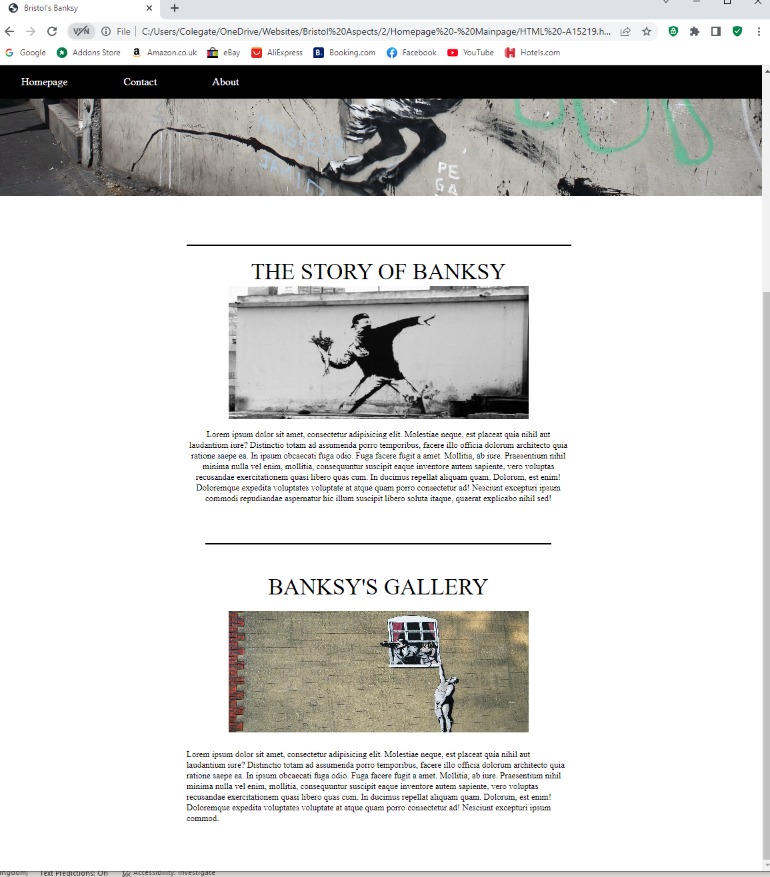 Bristol's Banksy
VPN File C:/Users/Colegate/OneDrive/Websites/Bristol%20Aspects/2/Homepage%20-%20Mainpage/HTML%20-A15219.h...
Google Addons Store Amazon.co.uk eBay AliExpress Booking.com Facebook YouTube Hotels.com
Homepage Contact About
PE
GA
THE STORY OF BANKSY
Lorem ipsum dolor sit amet, consectetur adipisicing elit. Molestiae neque, est placeat quia nihil aut
laudantium iure? Distinctio totam ad assumenda porro temporibus, facere illo officia dolorum architecto quia
ratione saepe ea. In ipsum obcaecati fuga odio. Fuga facere fugit a amet. Mollitia, ab iure. Praesentium nihil
minima nulla vel enim, mollitia, consequuntur suscipit eaque inventore autem sapiente, vero voluptas
recusandae exercitationem quasi libero quas cum. In ducimus repellat aliquam quam. Dolorum, est enim!
Doloremque expedita voluptates voluptate at atque quam porro consectetur ad! Nesciunt excepturi ipsum
commodi repudiandae aspernatur hic illum suscipit libero soluta itaque, quaerat explicabo nihil sed!
BANKSY'S GALLERY
Lorem ipsum dolor sit amet, consectetur adipisicing elit. Molestiae neque, est placeat quia nihil aut
laudantium iure? Distinctio totam ad assumenda porro temporibus, facere illo officia dolorum architecto quia
ratione saepe ea. In ipsum obcaecati fuga odio. Fuga facere fugit a amet. Mollitia, ab iure. Praesentium nihil
minima nulla vel enim, mollitia, consequuntur suscipit eaque inventore autem sapiente, vero voluptas
recusandae exercitationem quasi libero quas cum. In ducimus repellat aliquam quam. Dolorum, est enim!
Doloremque expedita voluptates voluptate at atque quam porro consectetur ad! Nesciunt excepturi ipsum
commod.
Text Predictions: On Accessibility: Investigate